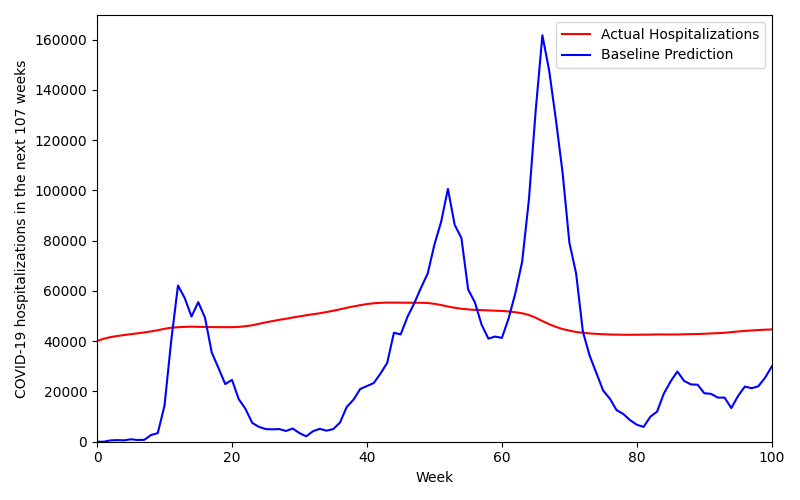 160000
140000
120000
100000
80000
60000
40000
20000
0
COVID-19 hospitalizations in the next 107 weeks
Actual Hospitalizations
Baseline Prediction
0 20 40 60 80 100
Week